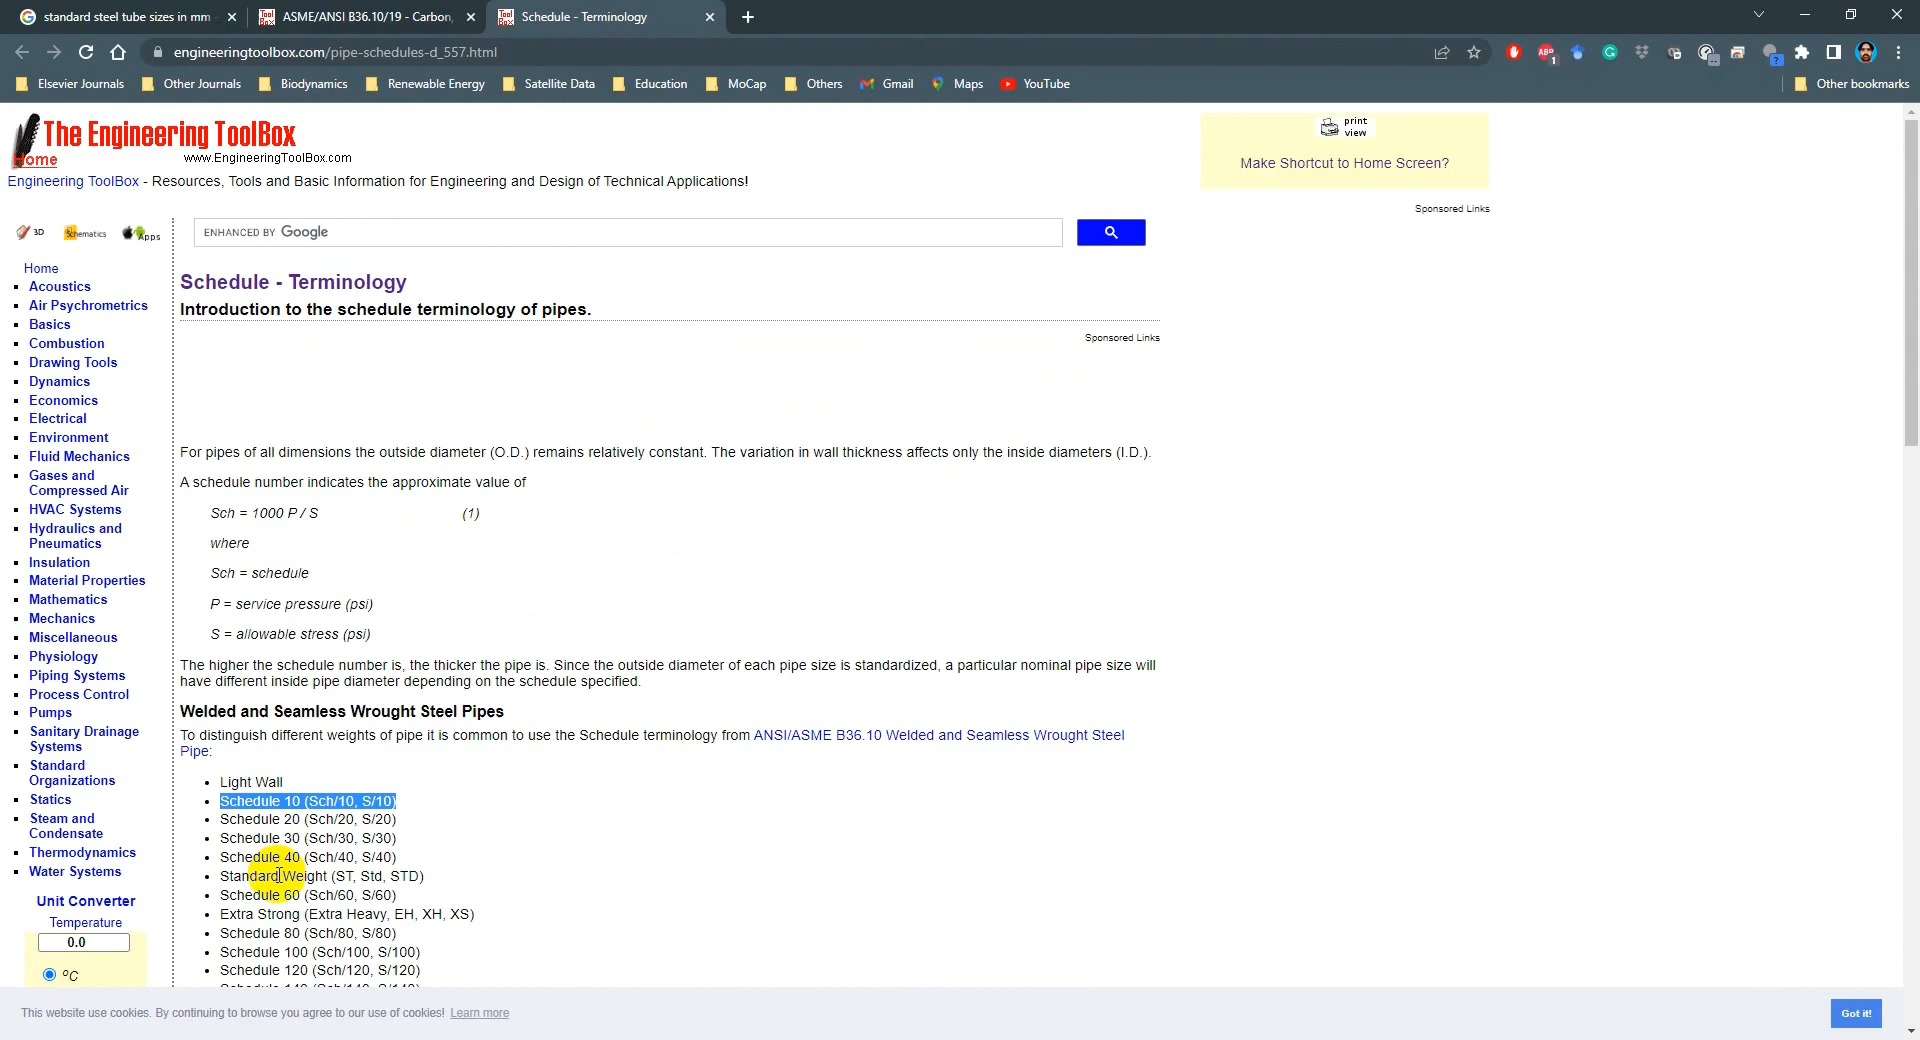 standard steel tube sizes in mm -
ASME/ANSI B36.10/19 - Carbon,
Schedule - Terminology
engineeringtoolbox.com/pipe-schedules-d_557.html
ABP
1
?
Elsevier Journals
Other Journals
Biodynamics
Renewable Energy
Satellite Data
Education
MoCap
Others
Gmail
Maps
YouTube
Other bookmarks
The Engineering ToolBox
Home
www.EngineeringToolBox.com
Engineering ToolBox - Resources, Tools and Basic Information for Engineering and Design of Technical Applications!
print
view
Make Shortcut to Home Screen?
Sponsored Links
3D
Schematics
Apps
ENHANCED BY Google
Home
Acoustics
Air Psychrometrics
Basics
Combustion
Drawing Tools
Dynamics
Economics
Electrical
Environment
Fluid Mechanics
Gases and
Compressed Air
HVAC Systems
Hydraulics and
Pneumatics
Insulation
Material Properties
Mathematics
Mechanics
Miscellaneous
Physiology
Piping Systems
Process Control
Pumps
Sanitary Drainage
Systems
Standard
Organizations
Statics
Steam and
Condensate
Thermodynamics
Water Systems
Unit Converter
Temperature
0.0
ºC
Schedule - Terminology
Introduction to the schedule terminology of pipes.
Sponsored Links
For pipes of all dimensions the outside diameter (O.D.) remains relatively constant. The variation in wall thickness affects only the inside diameters (I.D.).
A schedule number indicates the approximate value of
Sch = 1000 P / S (1)
where
Sch = schedule
P = service pressure (psi)
S = allowable stress (psi)
The higher the schedule number is, the thicker the pipe is. Since the outside diameter of each pipe size is standardized, a particular nominal pipe size will
have different inside pipe diameter depending on the schedule specified.
Welded and Seamless Wrought Steel Pipes
To distinguish different weights of pipe it is common to use the Schedule terminology from ANSI/ASME B36.10 Welded and Seamless Wrought Steel
Pipe:
Light Wall
Schedule 10 (Sch/10, S/10)
Schedule 20 (Sch/20, S/20)
Schedule 30 (Sch/30, S/30)
Schedule 40 (Sch/40, S/40)
Standard Weight (ST, Std, STD)
Schedule 60 (Sch/60, S/60)
Extra Strong (Extra Heavy, EH, XH, XS)
Schedule 80 (Sch/80, S/80)
Schedule 100 (Sch/100, S/100)
Schedule 120 (Sch/120, S/120)
Schedule 140 (Sch/140, S/140)
This website use cookies. By continuing to browse you agree to our use of cookies! Learn more
Got it!